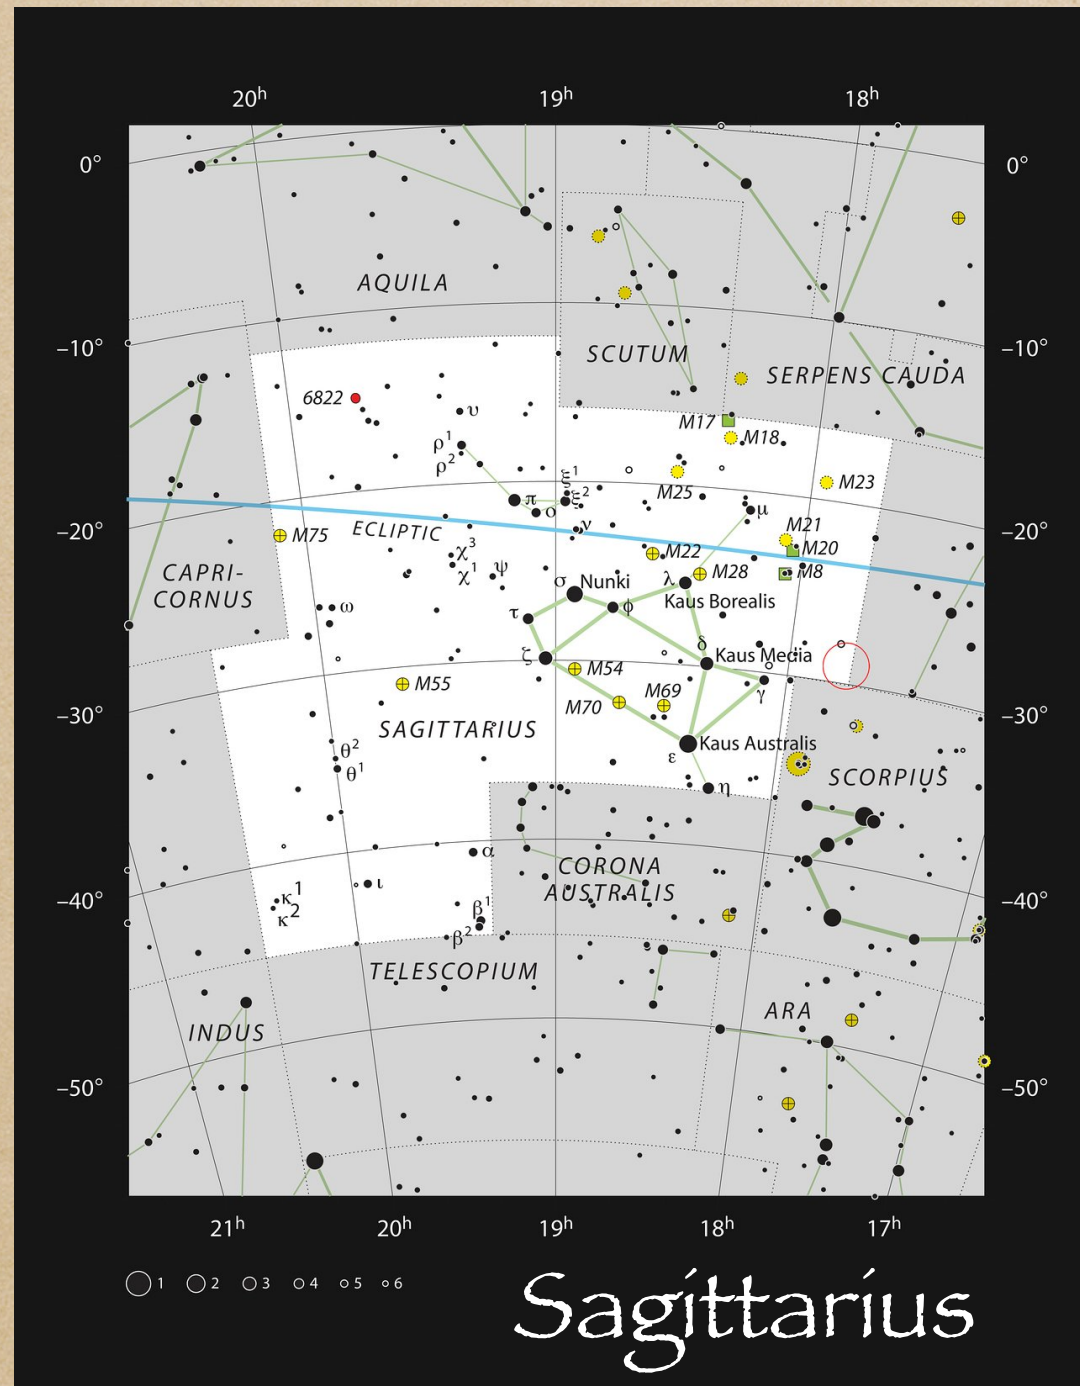 20h 19h 18h
0° 0°
AQUILA
–10° –10°
SCUTUM
SERPENS CAUDA
6822
υ
M17
M18
ρ1
ρ2
ξ1
M25
M23
π ξ2
ο
μ
–20° –20°
ECLIPTIC
ν
M21
M75
M22
M20
χ3
CAPRI-
CORNUS
χ1 ψ
M28
M8
σ Nunki
λ
Kaus Borealis
ω
τ
φ
ζ
δ
Kaus Media
M54
M55
M69
γ
M70
–30° –30°
SAGITTARIUS
Kaus Australis
θ2
ε
θ1
SCORPIUS
η
α
CORONA
AUSTRALIS
ι
κ1
κ2
β1
β2
–40° –40°
TELESCOPIUM
INDUS
ARA
–50° –50°
21h 20h 19h 18h 17h
1 2 3 4 5 6
Sagittarius